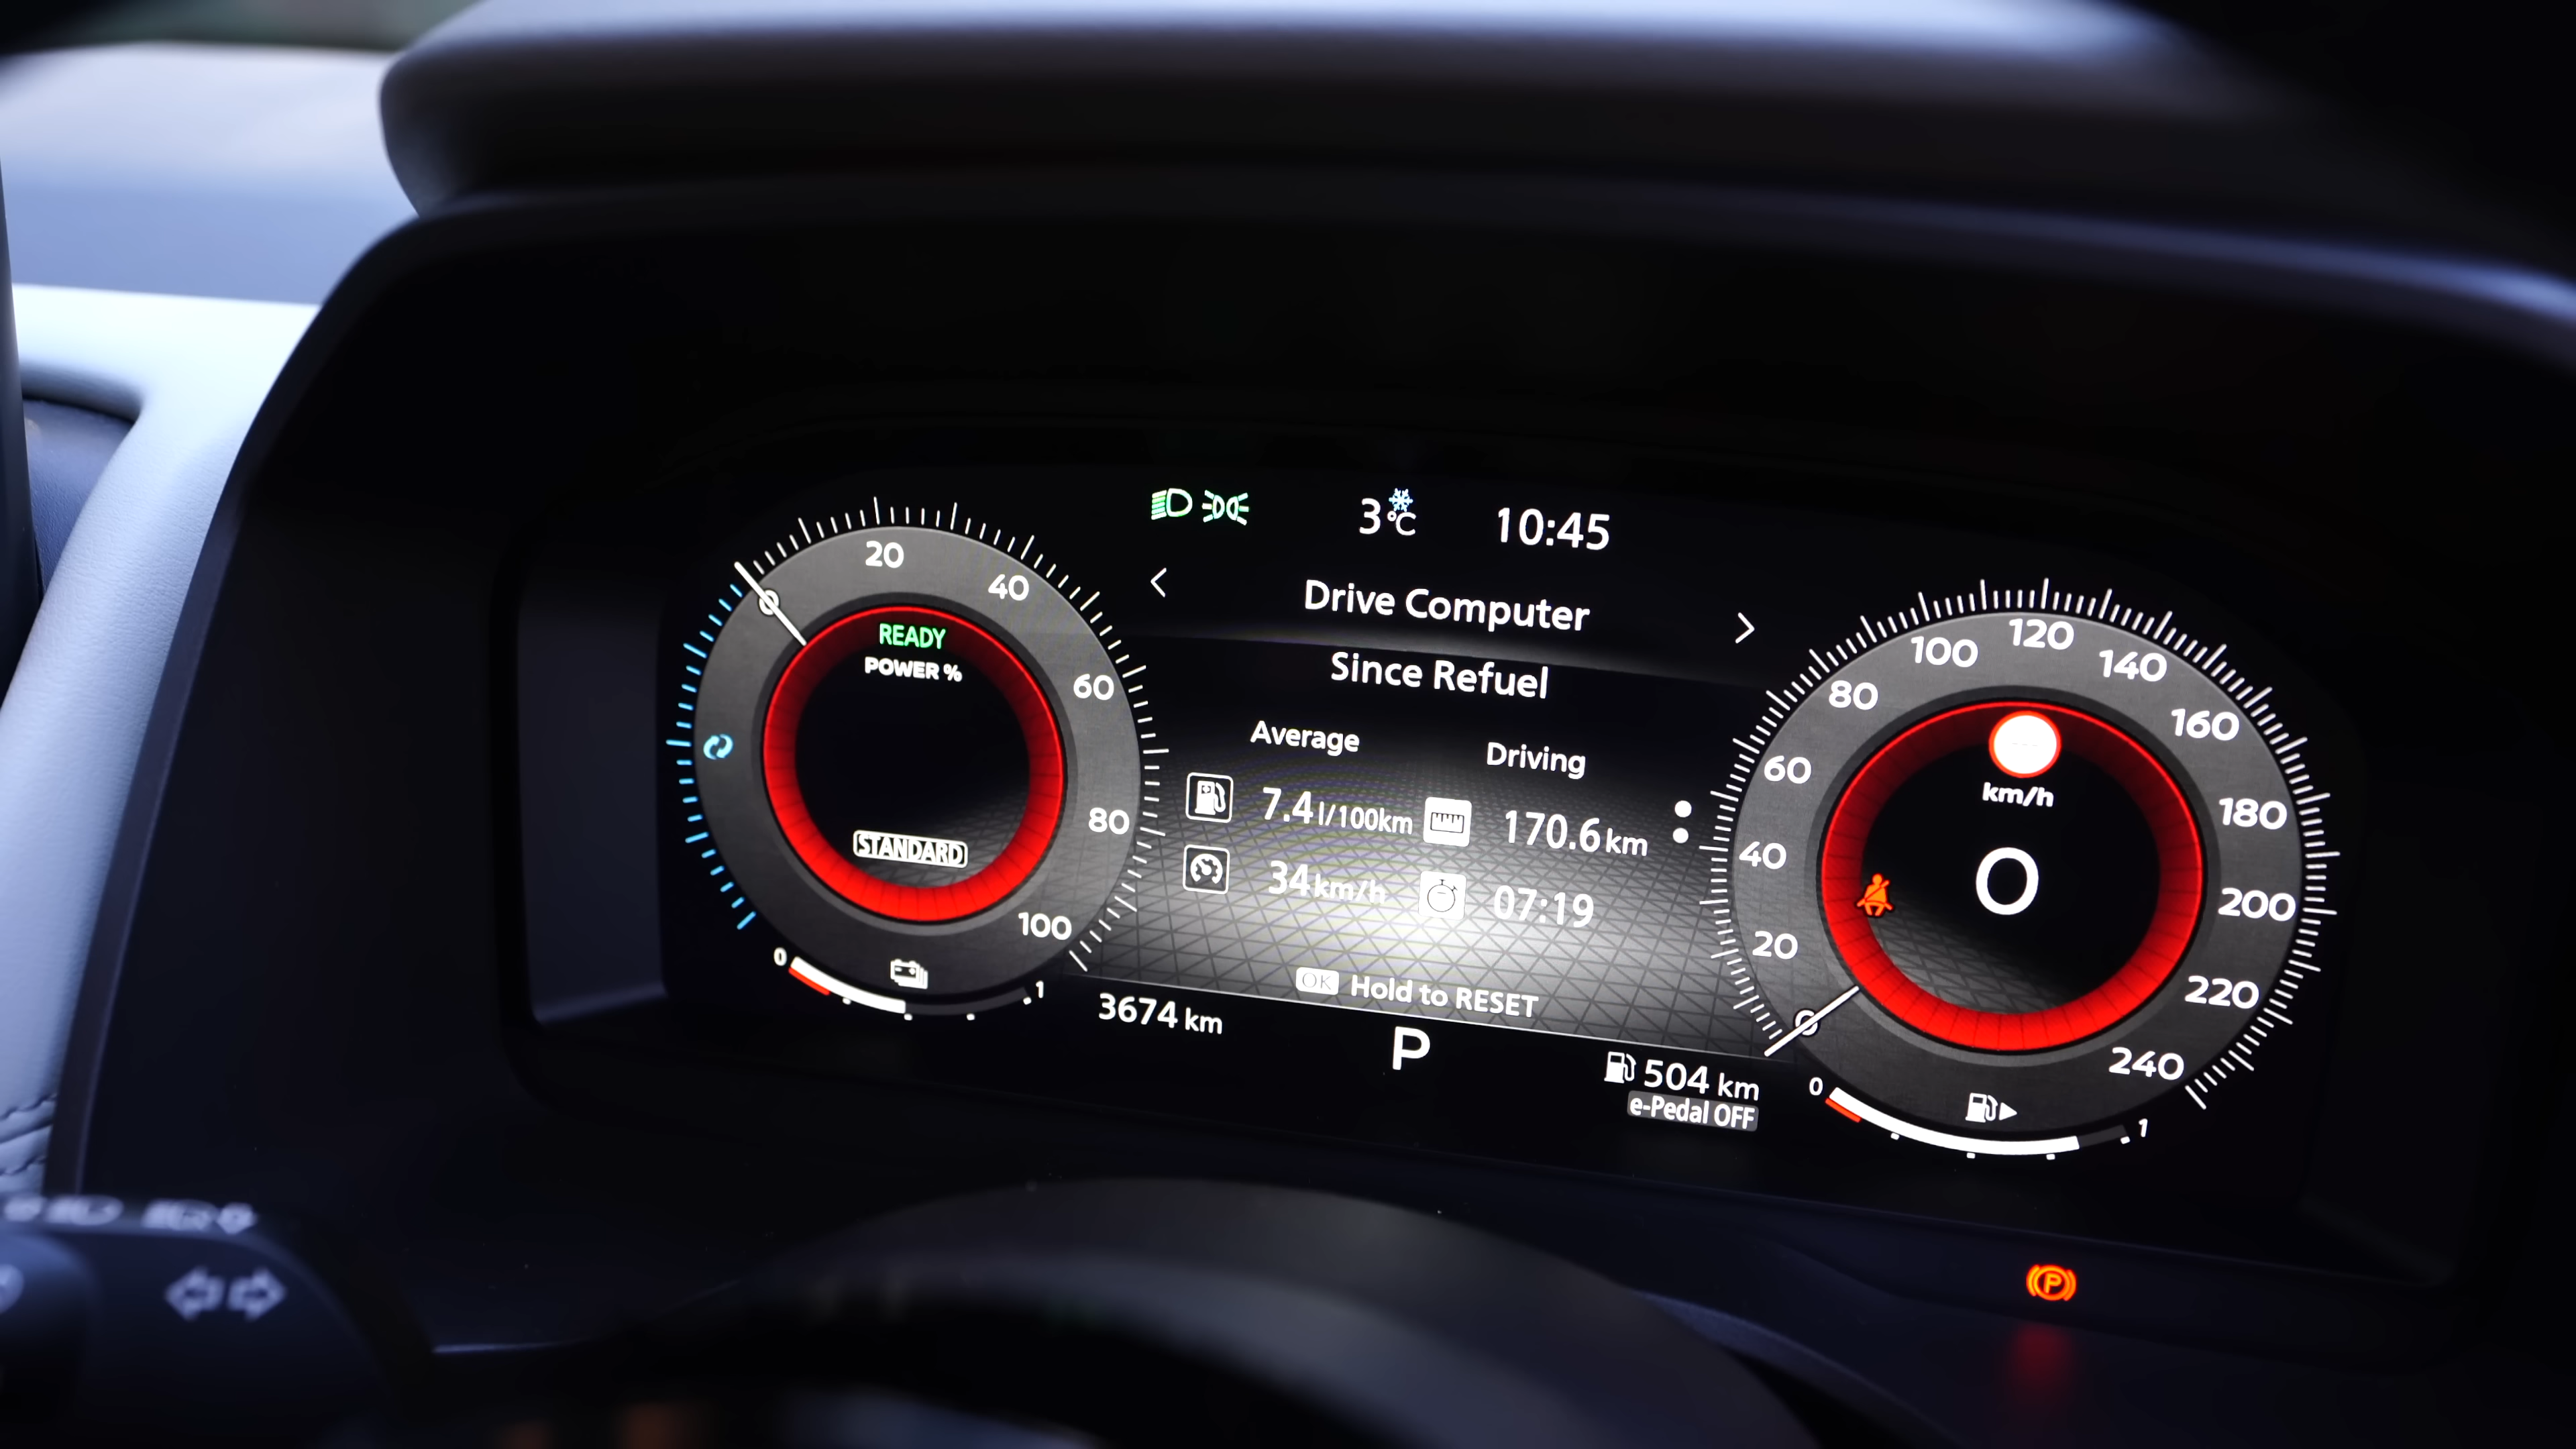 3°C 10:45
Drive Computer
Since Refuel
Average Driving
7.4 l/100km 170.6 km
34 km/h 07:19
OK Hold to RESET
3674 km
P
504 km
e-Pedal OFF
0
20
40
60
80
100
READY
POWER %
STANDARD
0 1
0
20
40
60
80
100
120
140
160
180
200
220
240
km/h
0
0 1
P